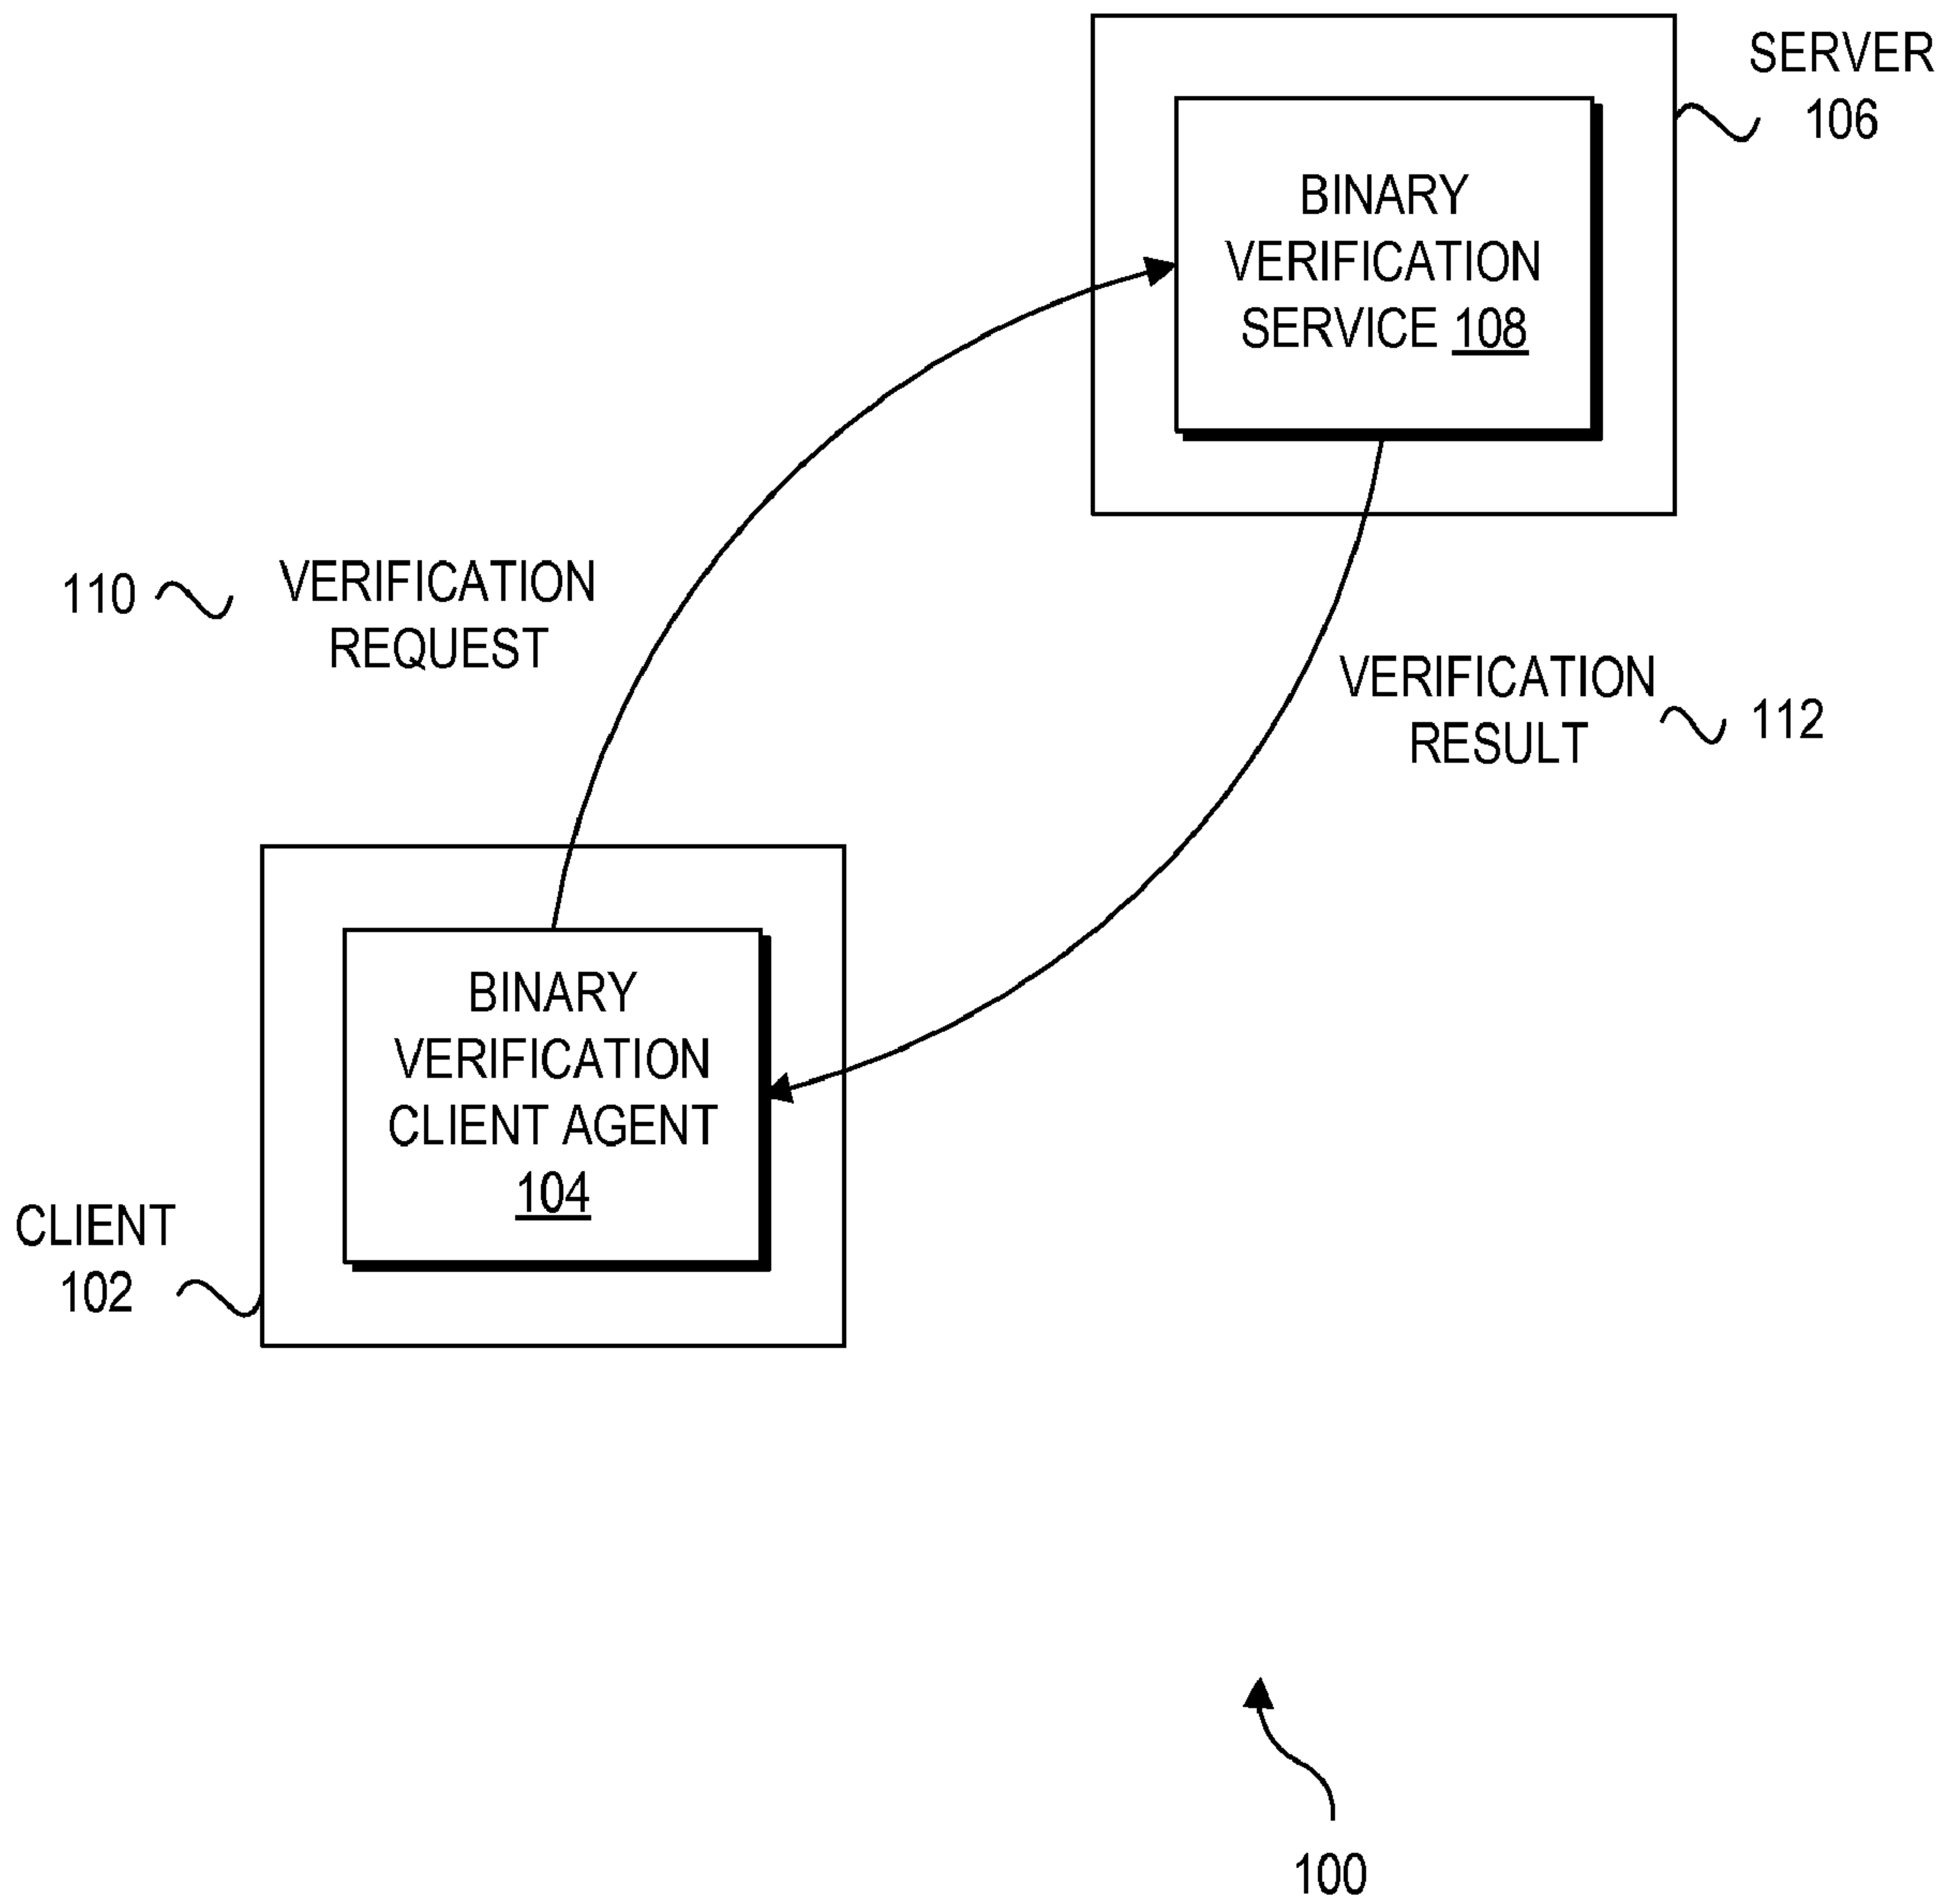 SERVER
106
BINARY
VERIFICATION
SERVICE 108
110
VERIFICATION
REQUEST
VERIFICATION
RESULT
112
BINARY
VERIFICATION
CLIENT AGENT
104
CLIENT
102
100